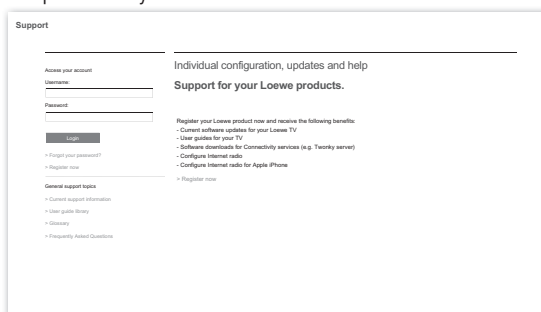 Support
Access your account
Username:
Password:
Login
> Forgot your password?
> Register now
General support topics
> Current support information
> User guide library
> Glossary
> Frequently Asked Questions
Individual configuration, updates and help
Support for your Loewe products.
Register your Loewe product now and receive the following benefits:
- Current software updates for your Loewe TV
- User guides for your TV
- Software downloads for Connectivity services (e.g. Twonky server)
- Configure Internet radio
- Configure Internet radio for Apple iPhone
> Register now